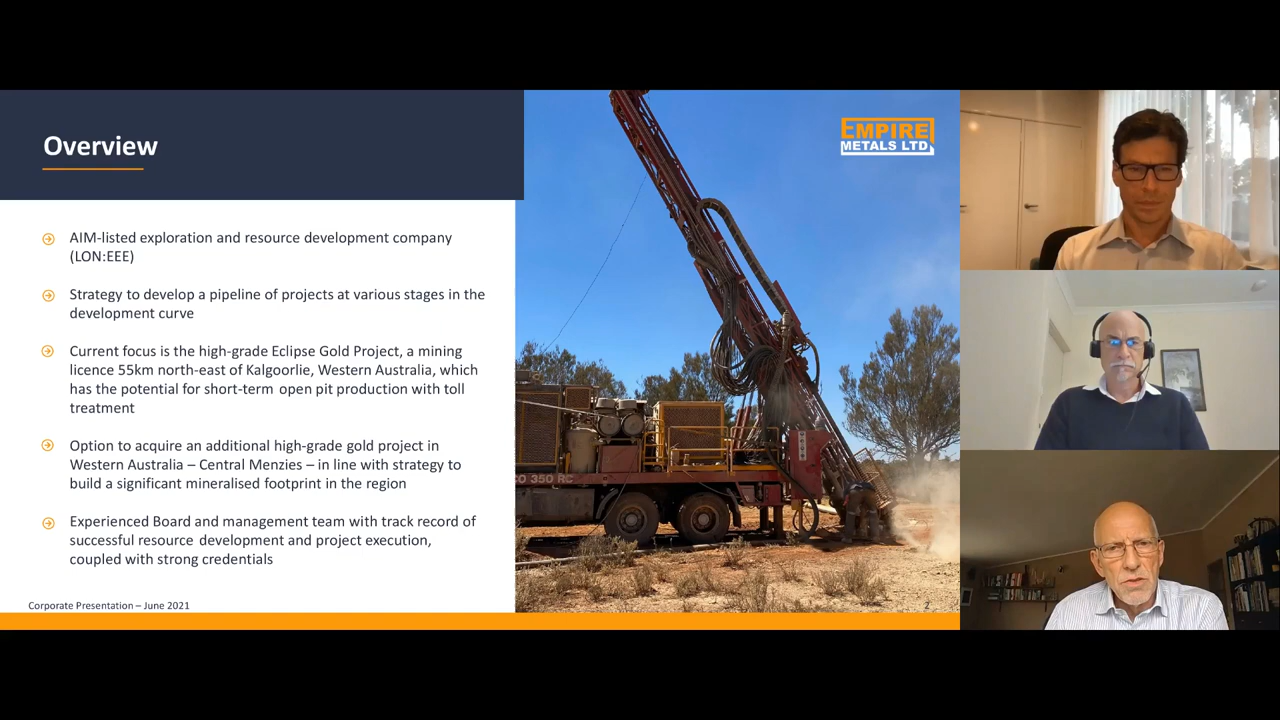 Overview
EMPIRE
METALS LTD
AIM-listed exploration and resource development company
(LON:EEE)
Strategy to develop a pipeline of projects at various stages in the
development curve
Current focus is the high-grade Eclipse Gold Project, a mining
licence 55km north-east of Kalgoorlie, Western Australia, which
has the potential for short-term open pit production with toll
treatment
Option to acquire an additional high-grade gold project in
Western Australia – Central Menzies – in line with strategy to
build a significant mineralised footprint in the region
Experienced Board and management team with track record of
successful resource development and project execution,
coupled with strong credentials
350 RC
Corporate Presentation – June 2021
2